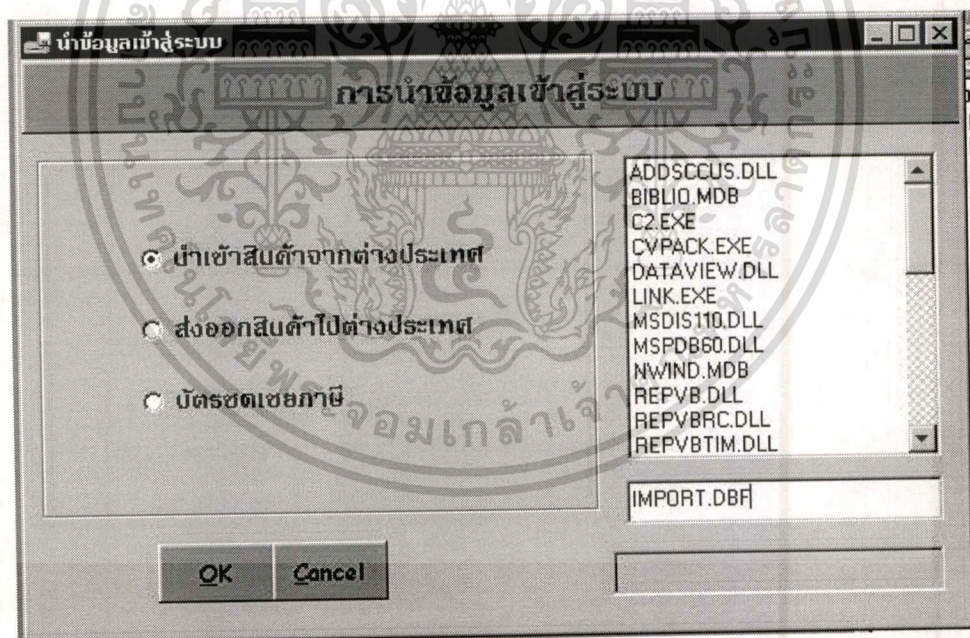 นำข้อมูลเข้าสู่ระบบ
การนำข้อมูลเข้าสู่ระบบ
นำเข้าสินค้าจากต่างประเทศ
ส่งออกสินค้าไปต่างประเทศ
บัตรชดเชยภาษี
ADDSCCUS.DLL
BIBLIO.MDB
C2.EXE
CVPACK.EXE
DATAVIEW.DLL
LINK.EXE
MSDIS110.DLL
MSPDB60.DLL
NWIND.MDB
REPVB.DLL
REPVBRC.DLL
REPVBTIM.DLL
IMPORT.DBF
OK Cancel